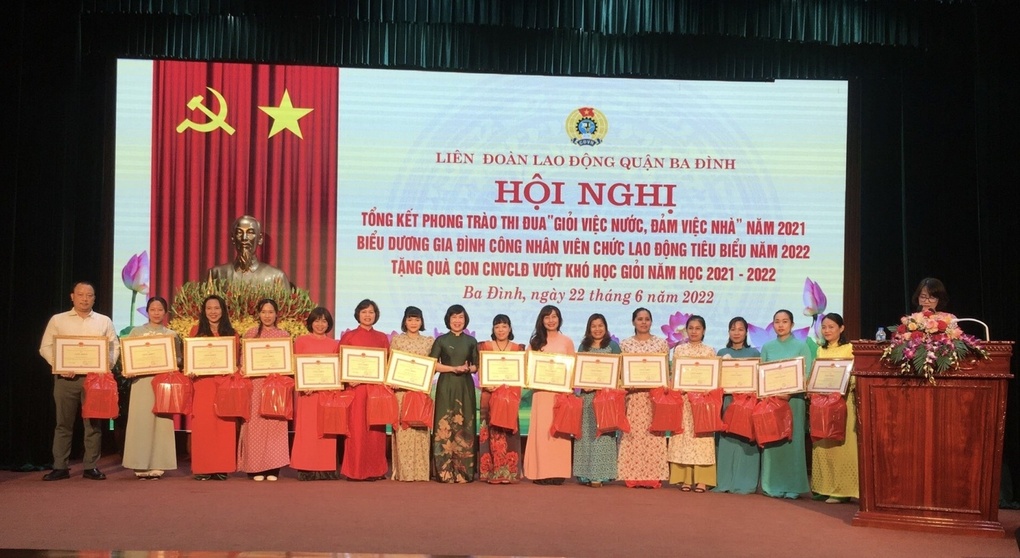 LIÊN ĐOÀN LAO ĐỘNG QUẬN BA ĐÌNH
HỘI NGHỊ
TỔNG KẾT PHONG TRÀO THI ĐUA "GIỎI VIỆC NƯỚC, ĐẢM VIỆC NHÀ" NĂM 2021
BIỂU DƯƠNG GIA ĐÌNH CÔNG NHÂN VIÊN CHỨC LAO ĐỘNG TIÊU BIỂU NĂM 2022
TẶNG QUÀ CON CNVCLĐ VƯỢT KHÓ HỌC GIỎI NĂM HỌC 2021 - 2022
Ba Đình, ngày 22 tháng 6 năm 2022